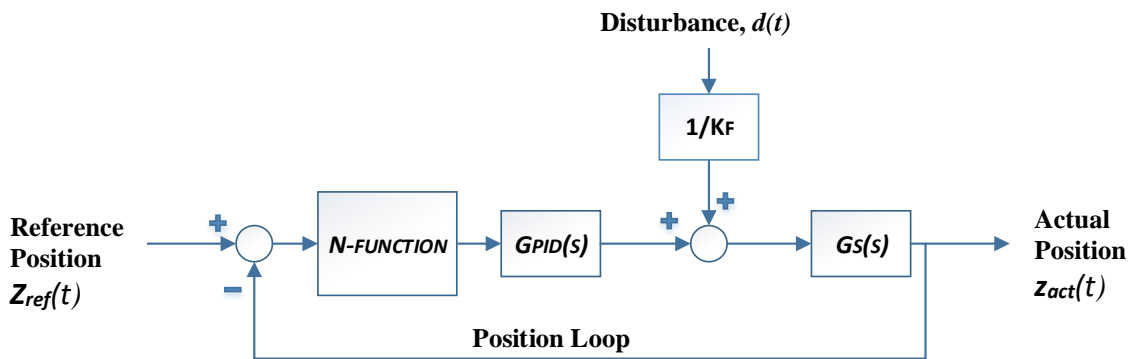 Disturbance, d(t)
1/KF
+
+
+
N-FUNCTION
GPID(s)
+
GS(S)
Reference
Position
Zref(t)
−
Actual
Position
zact(t)
Position Loop